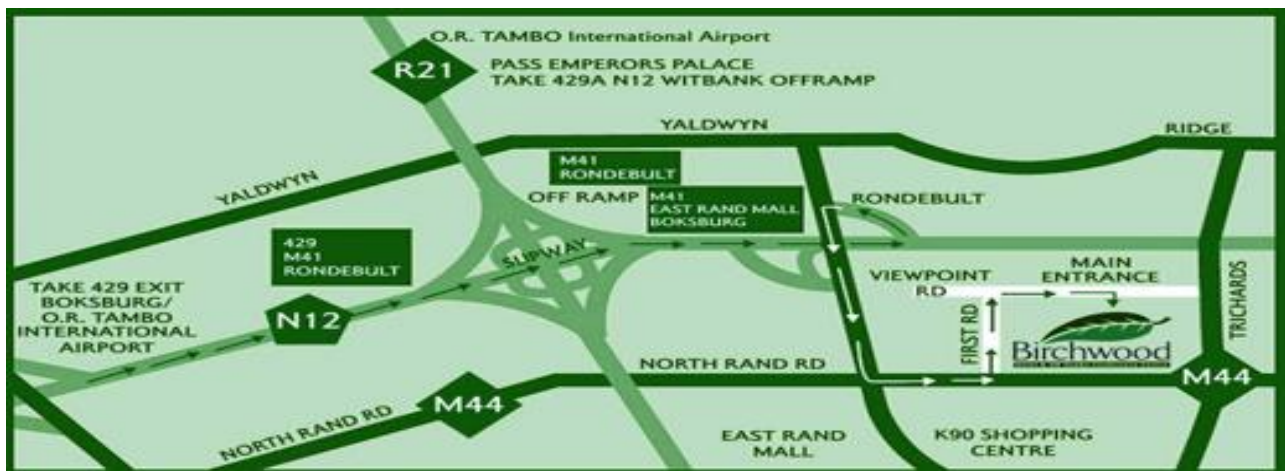 O.R. TAMBO International Airport
R21
PASS EMPERORS PALACE
TAKE 429A N12 WITBANK OFFRAMP
YALDWYN
RIDGE
M41
RONDEBULT
YALDWYN
OFF RAMP
M41
EAST RAND MALL
BOKSBURG
RONDEBULT
429
M41
RONDEBULT
SLIPWAY
VIEWPOINT
RD
MAIN
ENTRANCE
TRICHARDS
TAKE 429 EXIT
BOKSBURG/
O.R. TAMBO
INTERNATIONAL
AIRPORT
N12
FIRST RD
Birchwood
NORTH RAND RD
M44
M44
NORTH RAND RD
EAST RAND
MALL
K90 SHOPPING
CENTRE